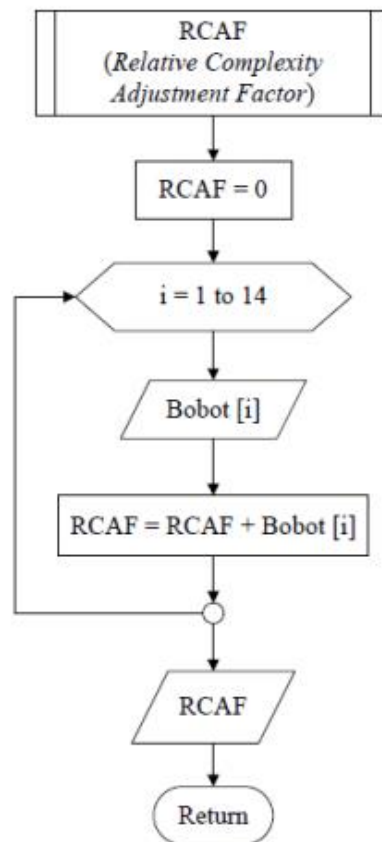 RCAF
(Relative Complexity
Adjustment Factor)
RCAF = 0
i = 1 to 14
Bobot [i]
RCAF = RCAF + Bobot [i]
RCAF
Return